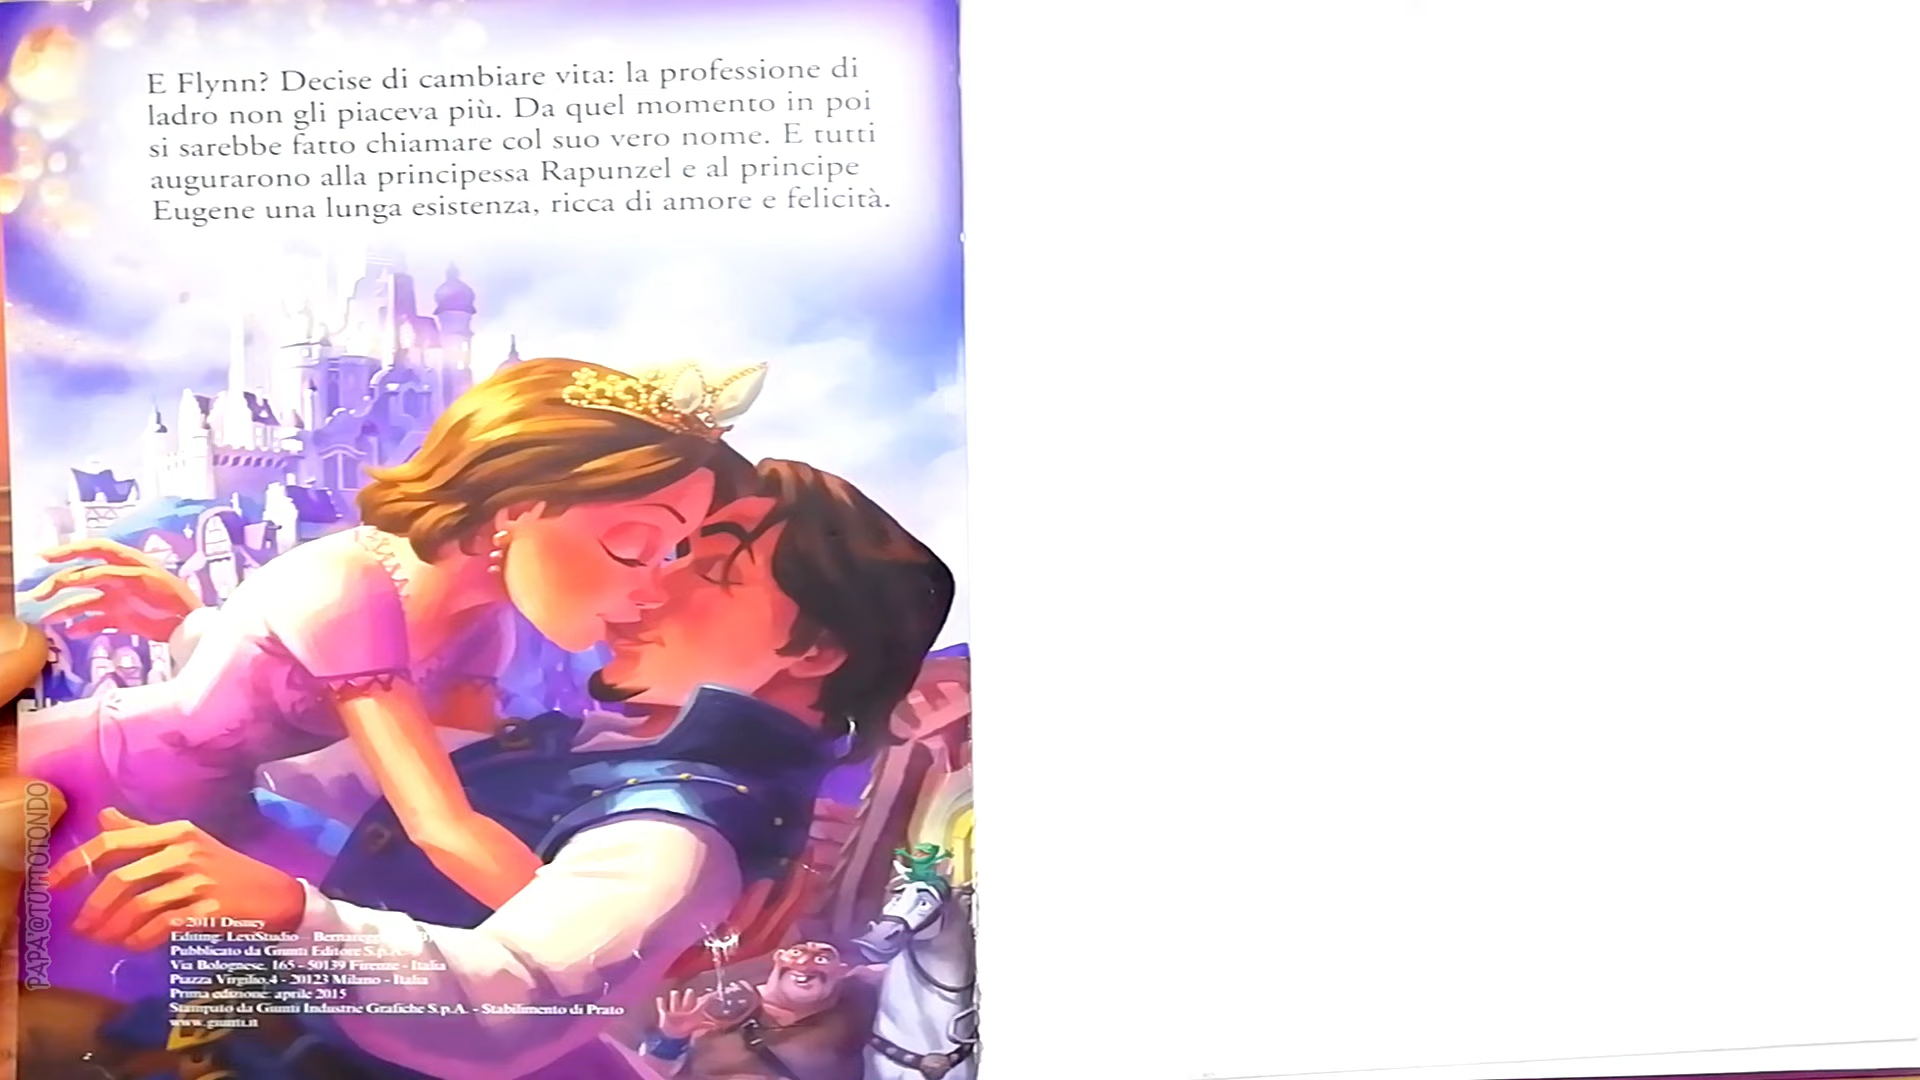 E Flynn? Decise di cambiare vita: la professione di
ladro non gli piaceva più. Da quel momento in poi
si sarebbe fatto chiamare col suo vero nome. E tutti
augurarono alla principessa Rapunzel e al principe
Eugene una lunga esistenza, ricca di amore e felicità.
© 2011 Disney
Editing: LexiStudio -
Pubblicato da Giunti Editore S.p.A.
Via Bolognese, 165 - 50139 Firenze - Italia
Piazza Virgilio, 4 - 20123 Milano - Italia
Prima edizione: aprile 2015
Stampato da Giunti Industrie Grafiche S.p.A. - Stabilimento di Prato
www.giunti.it
PAPA'@TUTTOTONDO